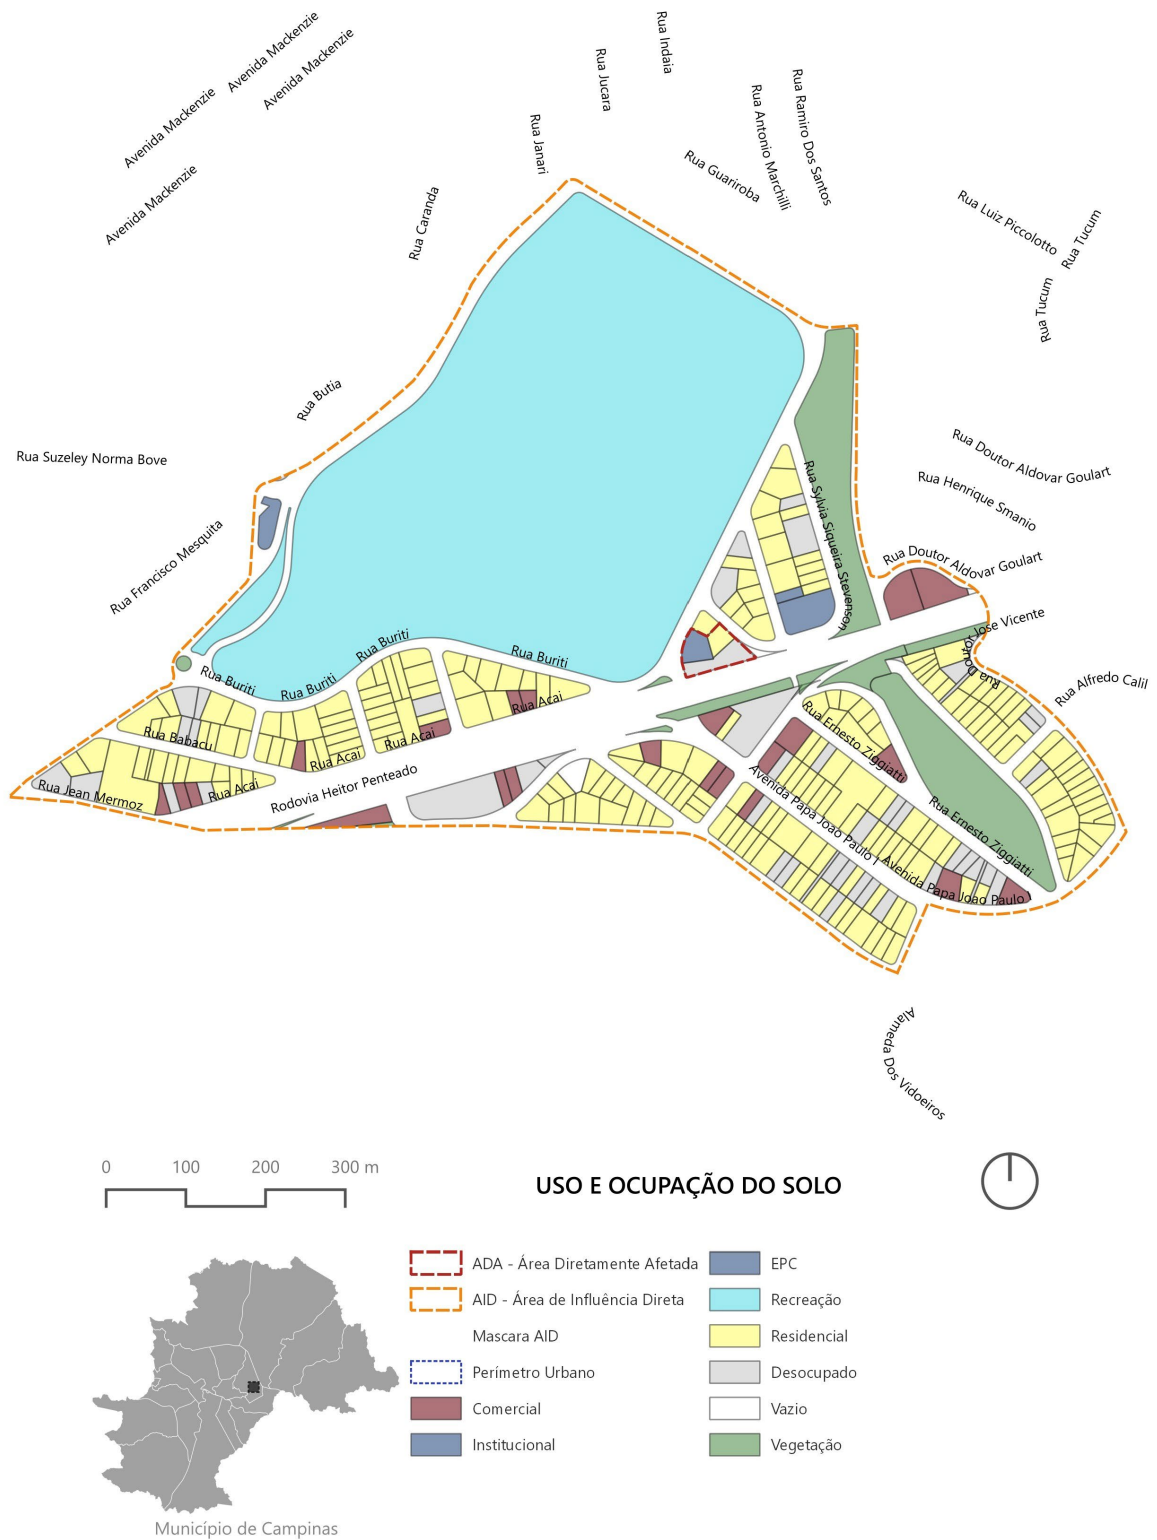 Avenida Mackenzie
Avenida Mackenzie
Avenida Mackenzie
Avenida Mackenzie
Rua Caranda
Rua Janari
Rua Jucara
Rua Indaia
Rua Guariroba
Rua Antonio Marchilli
Rua Ramiro Dos Santos
Rua Luiz Piccolotto
Rua Tucum
Rua Tucum
Rua Butia
Rua Suzeley Norma Bove
Rua Francisco Mesquita
Rua Doutor Aldovar Goulart
Rua Henrique Smanio
Rua Doutor Aldovar Goulart
Rua Sylvia Siqueira Stevenson
Jose Vicente
Rua Doutor
Rua Alfredo Calil
Rua Buriti
Rua Buriti
Rua Buriti
Rua Buriti
Rua Acai
Rua Acai
Rua Acai
Rua Acai
Rua Babacu
Rua Jean Mermoz
Rodovia Heitor Penteado
Rua Ernesto Ziggiatti
Rua Ernesto Ziggiatti
Avenida Papa Joao Paulo I
Avenida Papa Joao Paulo I
Alameda Dos Vidoeiros
0 100 200 300 m
USO E OCUPAÇÃO DO SOLO
ADA - Área Diretamente Afetada
AID - Área de Influência Direta
Mascara AID
Perímetro Urbano
Comercial
Institucional
EPC
Recreação
Residencial
Desocupado
Vazio
Vegetação
Município de Campinas